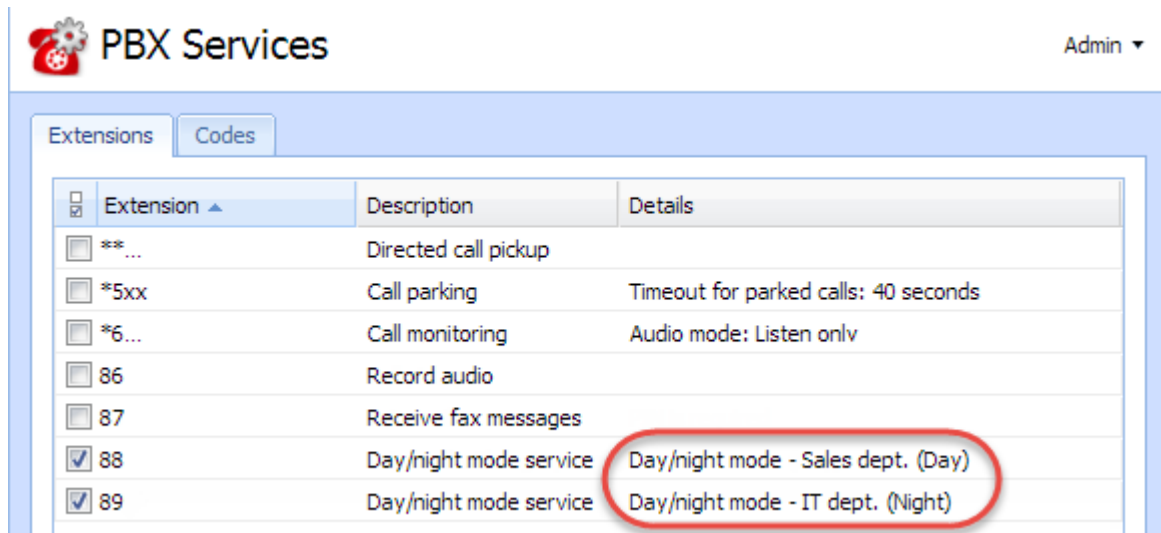 PBX Services
Admin
Extensions Codes
Extension Description Details
**... Directed call pickup
*5xx Call parking Timeout for parked calls: 40 seconds
*6... Call monitoring Audio mode: Listen only
86 Record audio
87 Receive fax messages
88 Day/night mode service Day/night mode - Sales dept. (Day)
89 Day/night mode service Day/night mode - IT dept. (Night)